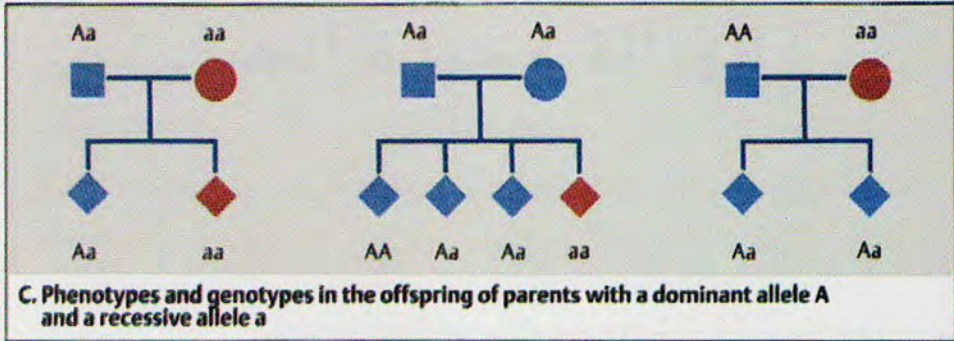 Aa aa Aa Aa AA aa
Aa aa AA Aa Aa aa Aa Aa
C. Phenotypes and genotypes in the offspring of parents with a dominant allele A
and a recessive allele a